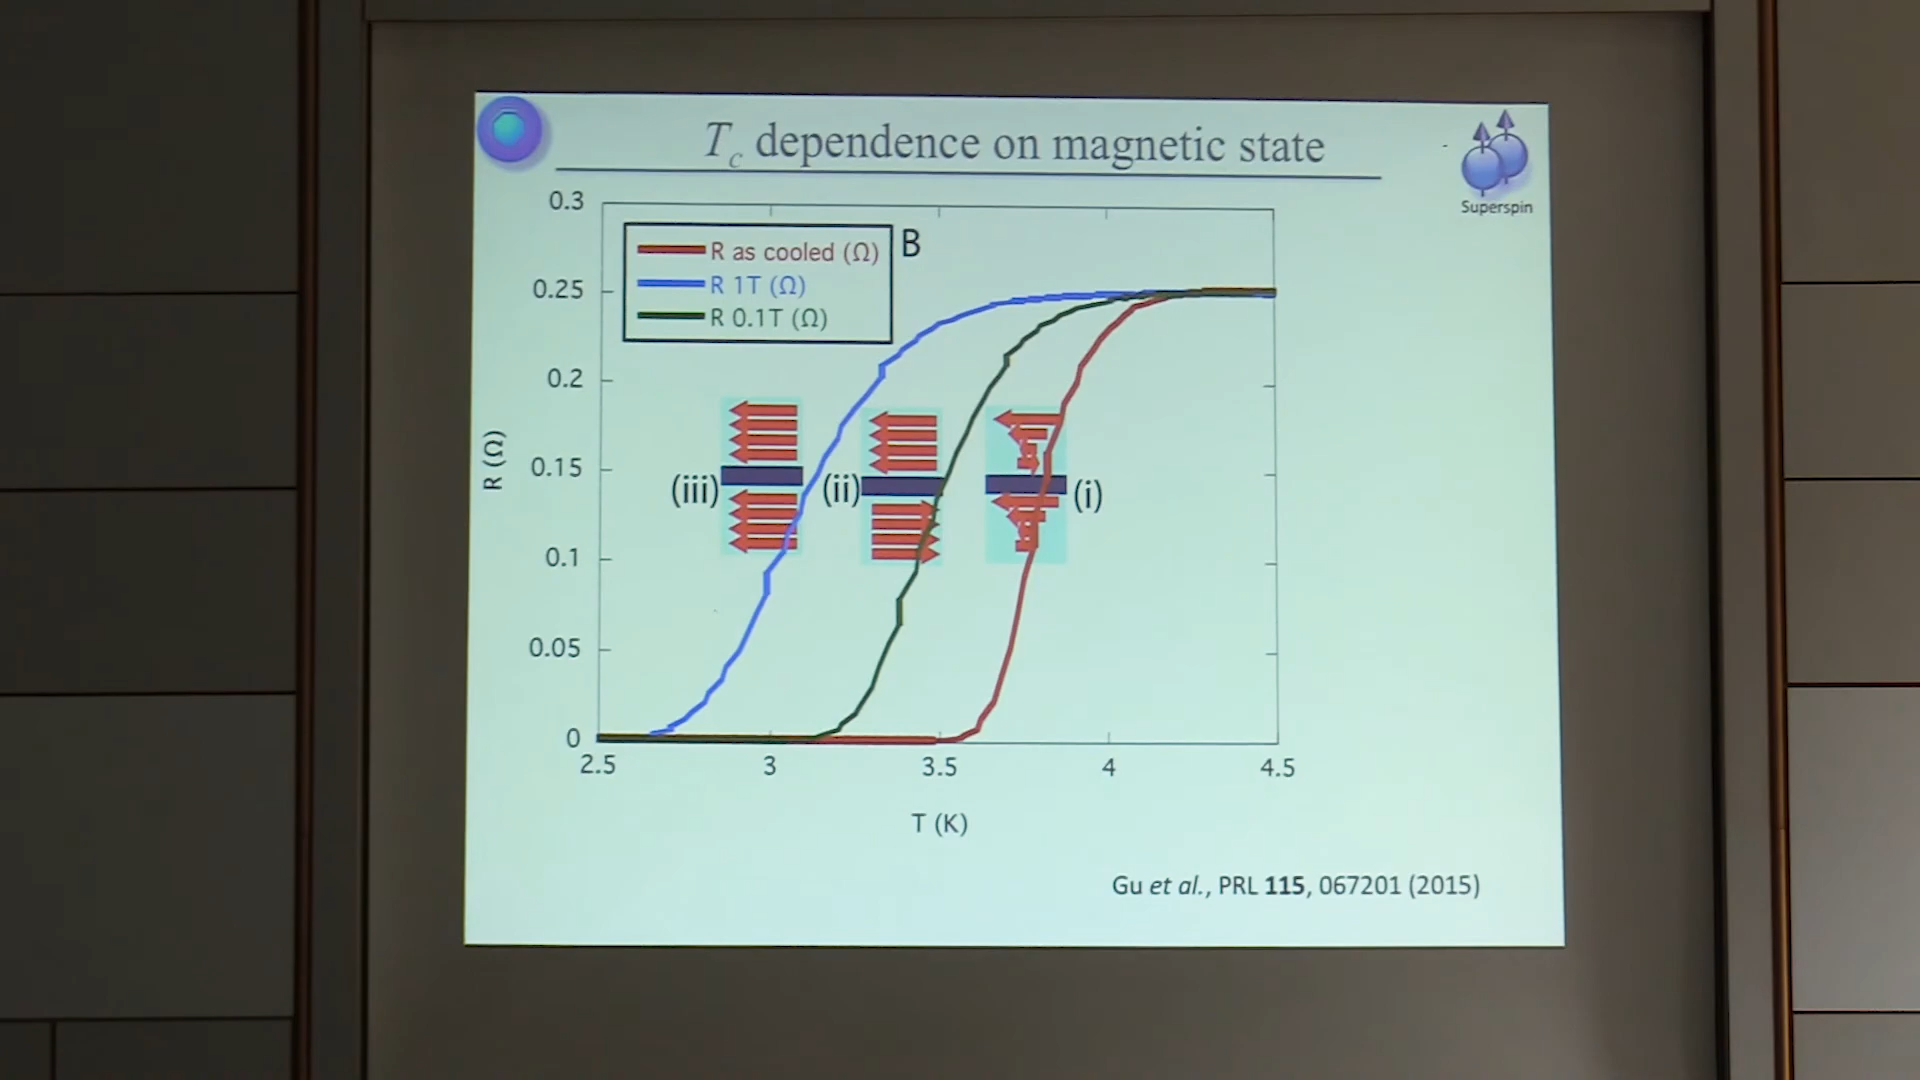 T_c dependence on magnetic state
Superspin
0.3
0.25
0.2
0.15
0.1
0.05
0
R (Ω)
R as cooled (Ω)
R 1T (Ω)
R 0.1T (Ω)
B
(iii)
(ii)
(i)
2.5 3 3.5 4 4.5
T (K)
Gu et al., PRL 115, 067201 (2015)